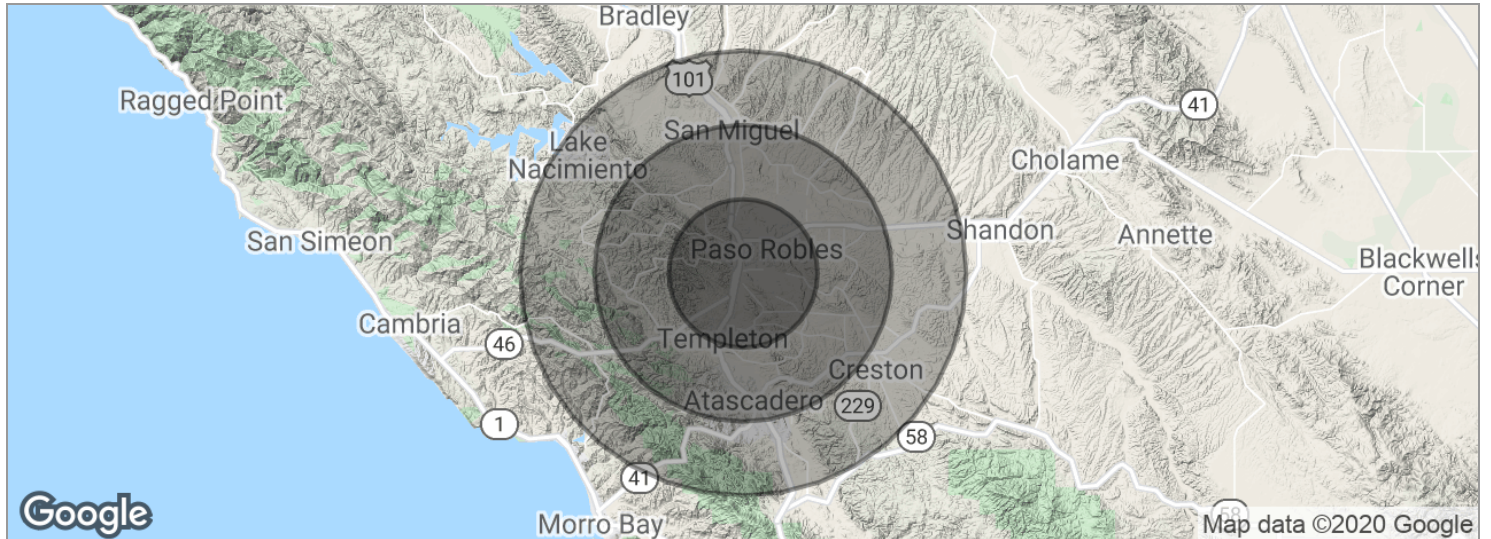 Bradley
101
Ragged Point
41
San Miguel
Lake
Nacimiento
Cholame
San Simeon
Shandon
Annette
Paso Robles
Blackwells
Corner
Cambria
46
Templeton
Creston
Atascadero
229
1
58
41
Google
Morro Bay
58
Map data ©2020 Google